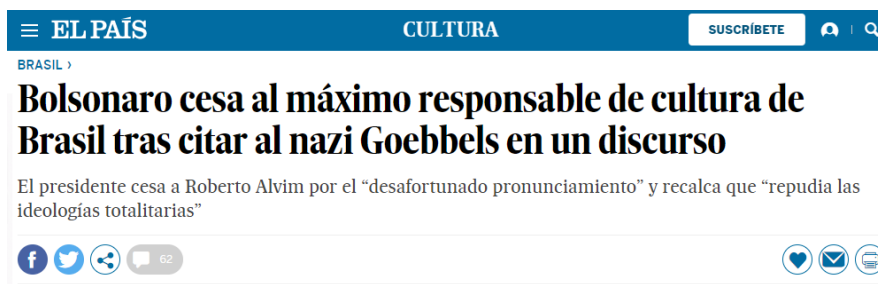 EL PAÍS
CULTURA
SUSCRÍBETE
BRASIL ›
Bolsonaro cesa al máximo responsable de cultura de
Brasil tras citar al nazi Goebbels en un discurso
El presidente cesa a Roberto Alvim por el “desafortunado pronunciamiento” y recalca que “repudia las
ideologías totalitarias”
62